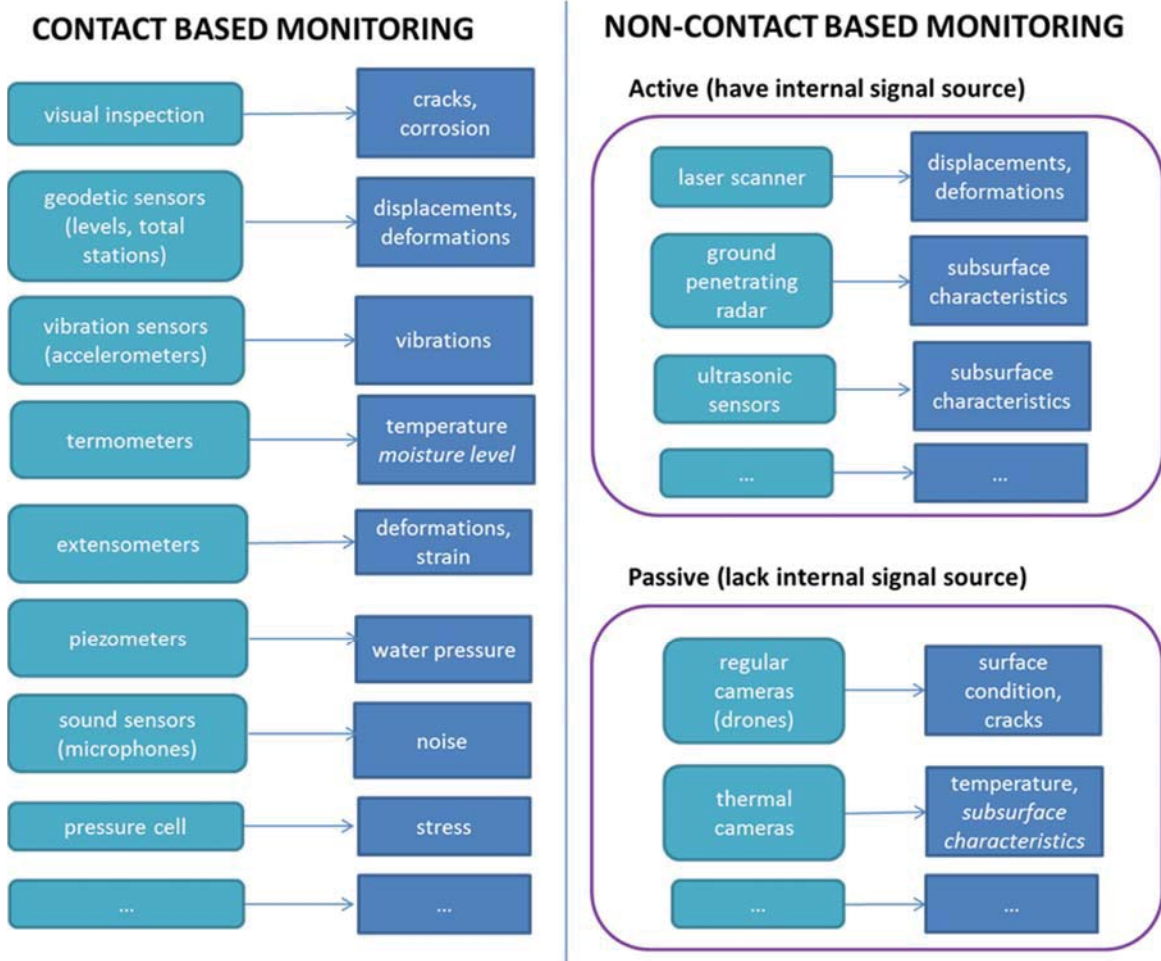 CONTACT BASED MONITORING
visual inspection
cracks,
corrosion
geodetic sensors
(levels, total
stations)
displacements,
deformations
vibration sensors
(accelerometers)
vibrations
termometers
temperature
moisture level
extensometers
deformations,
strain
piezometers
water pressure
sound sensors
(microphones)
noise
pressure cell
stress
...
...
NON-CONTACT BASED MONITORING
Active (have internal signal source)
laser scanner
displacements,
deformations
ground
penetrating
radar
subsurface
characteristics
ultrasonic
sensors
subsurface
characteristics
...
...
Passive (lack internal signal source)
regular
cameras
(drones)
surface
condition,
cracks
thermal
cameras
temperature,
subsurface
characteristics
...
...